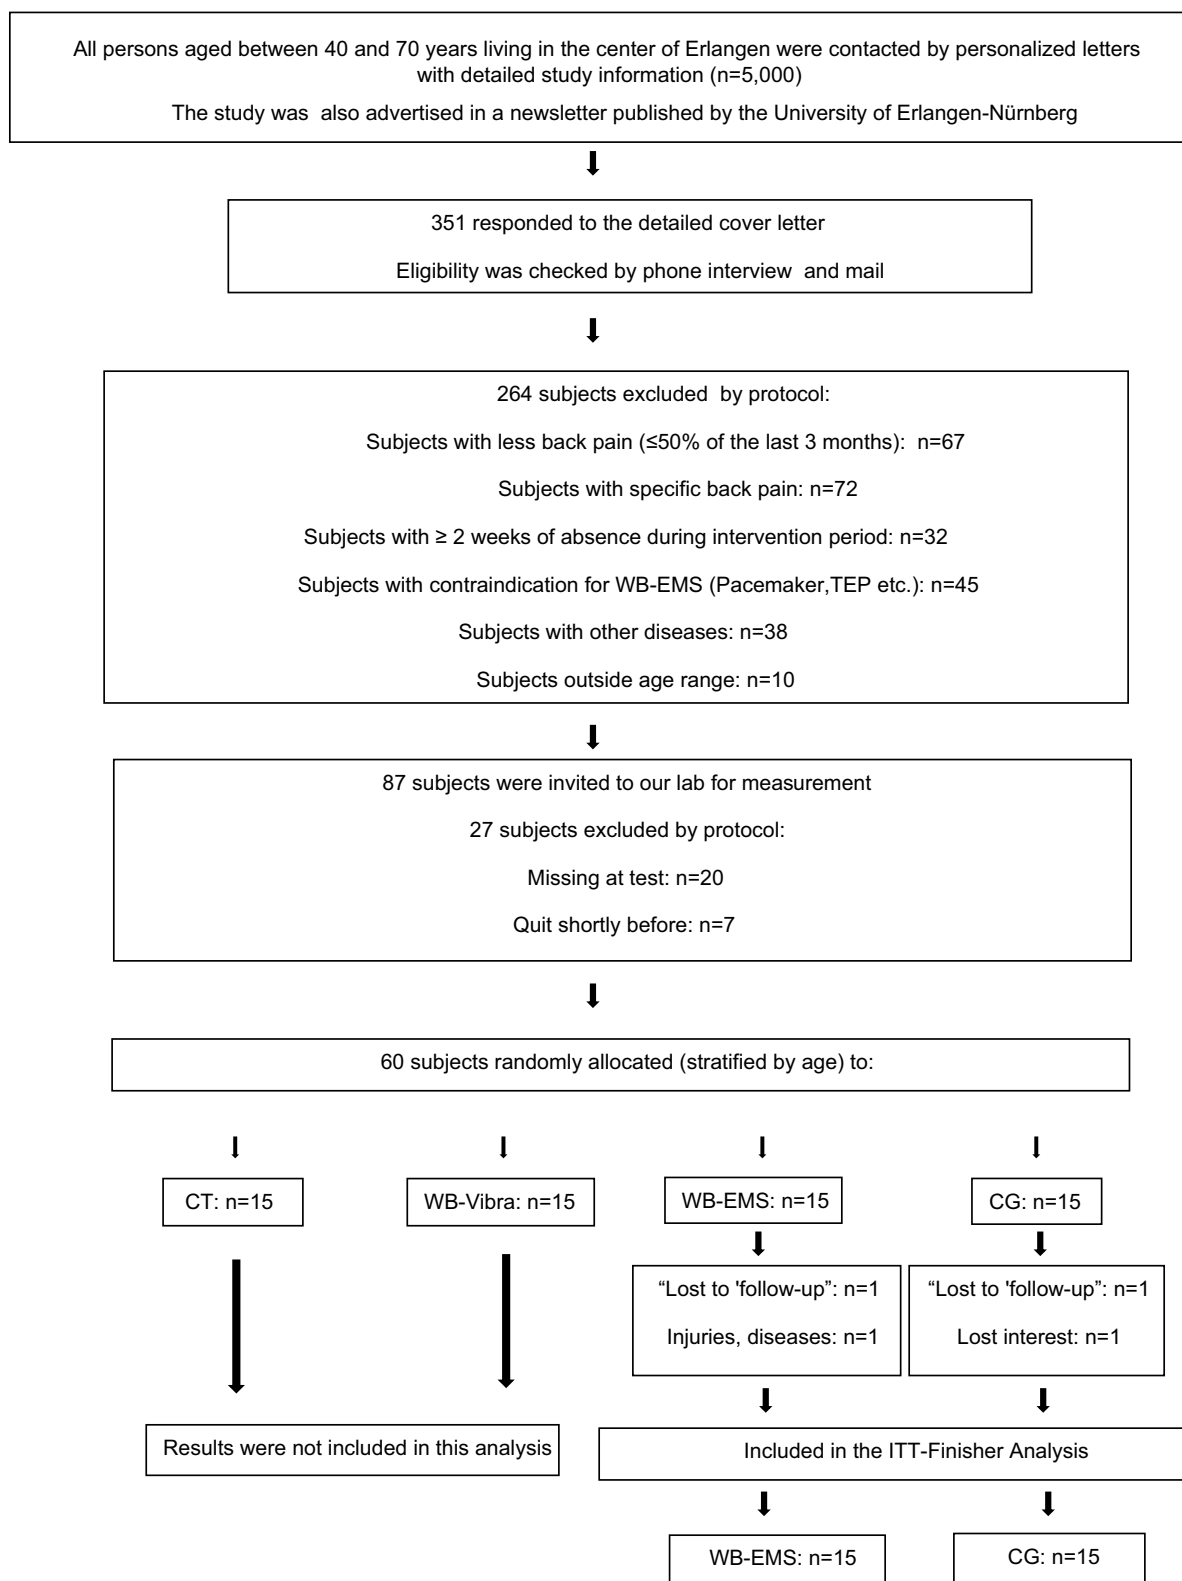 All persons aged between 40 and 70 years living in the center of Erlangen were contacted by personalized letters
with detailed study information (n=5,000)
The study was also advertised in a newsletter published by the University of Erlangen-Nürnberg
351 responded to the detailed cover letter
Eligibility was checked by phone interview and mail
264 subjects excluded by protocol:
Subjects with less back pain (≤50% of the last 3 months): n=67
Subjects with specific back pain: n=72
Subjects with ≥ 2 weeks of absence during intervention period: n=32
Subjects with contraindication for WB-EMS (Pacemaker,TEP etc.): n=45
Subjects with other diseases: n=38
Subjects outside age range: n=10
87 subjects were invited to our lab for measurement
27 subjects excluded by protocol:
Missing at test: n=20
Quit shortly before: n=7
60 subjects randomly allocated (stratified by age) to:
CT: n=15
WB-Vibra: n=15
WB-EMS: n=15
CG: n=15
“Lost to 'follow-up”: n=1
Injuries, diseases: n=1
“Lost to 'follow-up”: n=1
Lost interest: n=1
Results were not included in this analysis
Included in the ITT-Finisher Analysis
WB-EMS: n=15
CG: n=15